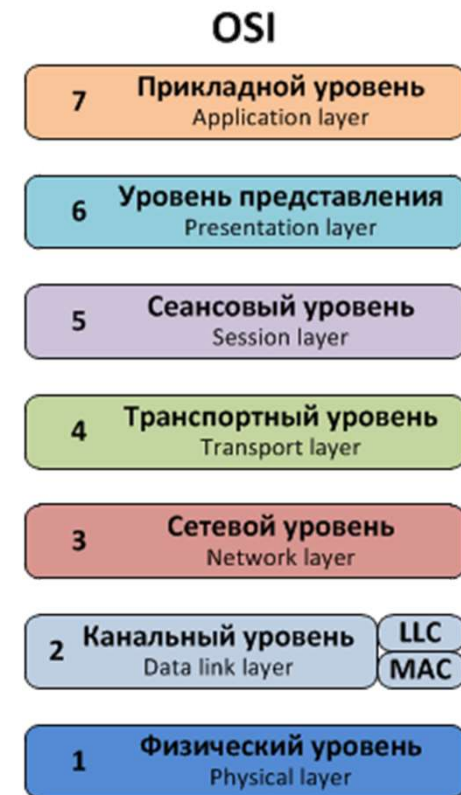 OSI
7
Прикладной уровень
Application layer
6
Уровень представления
Presentation layer
5
Сеансовый уровень
Session layer
4
Транспортный уровень
Transport layer
3
Сетевой уровень
Network layer
2
Канальный уровень
Data link layer
LLC
MAC
1
Физический уровень
Physical layer